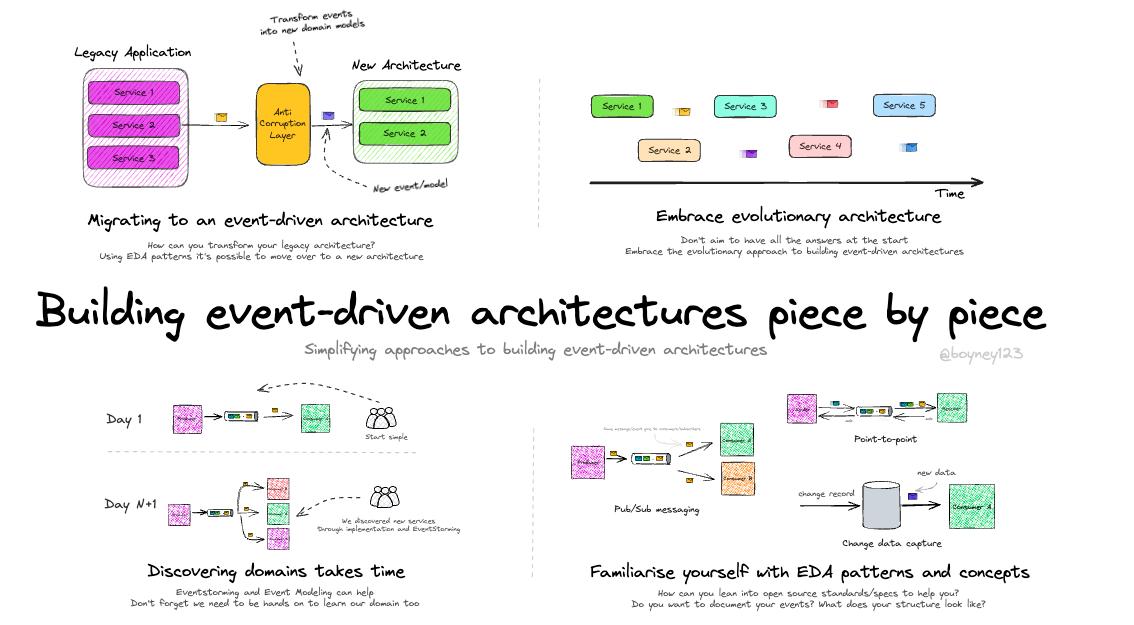 Transform events
into new domain models
Legacy Application
New Architecture
Service 1
Service 2
Service 3
Anti
Corruption
Layer
Service 1
Service 2
New event/model
Migrating to an event-driven architecture
How can you transform your legacy architecture?
Using EDA patterns it's possible to move over to a new architecture
Service 1
Service 3
Service 5
Service 2
Service 4
Time
Embrace evolutionary architecture
Don't aim to have all the answers at the start
Embrace the evolutionary approach to building event-driven architectures
Building event-driven architectures piece by piece
Simplifying approaches to building event-driven architectures
@boyney123
Day 1
Start simple
Day N+1
We discovered new services
through implementation and EventStorming
Discovering domains takes time
Eventstorming and Event Modeling can help
Don't forget we need to be hands on to learn our domain too
Producer
Consumer A
Consumer B
Pub/Sub messaging
Point-to-point
change record
new data
Consumer A
Change data capture
Familiarise yourself with EDA patterns and concepts
How can you lean into open source standards/specs to help you?
Do you want to document your events? What does your structure look like?